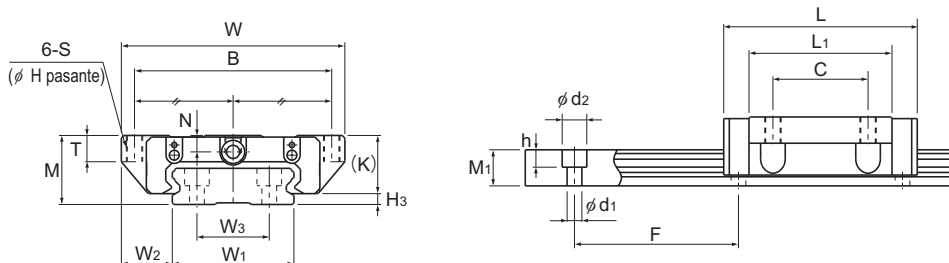 W
6-S
(φ H pasante)
B
N
T
M
(K)
H3
W3
W2
W1
L
L1
C
φ d2
h
M1
φ d1
F